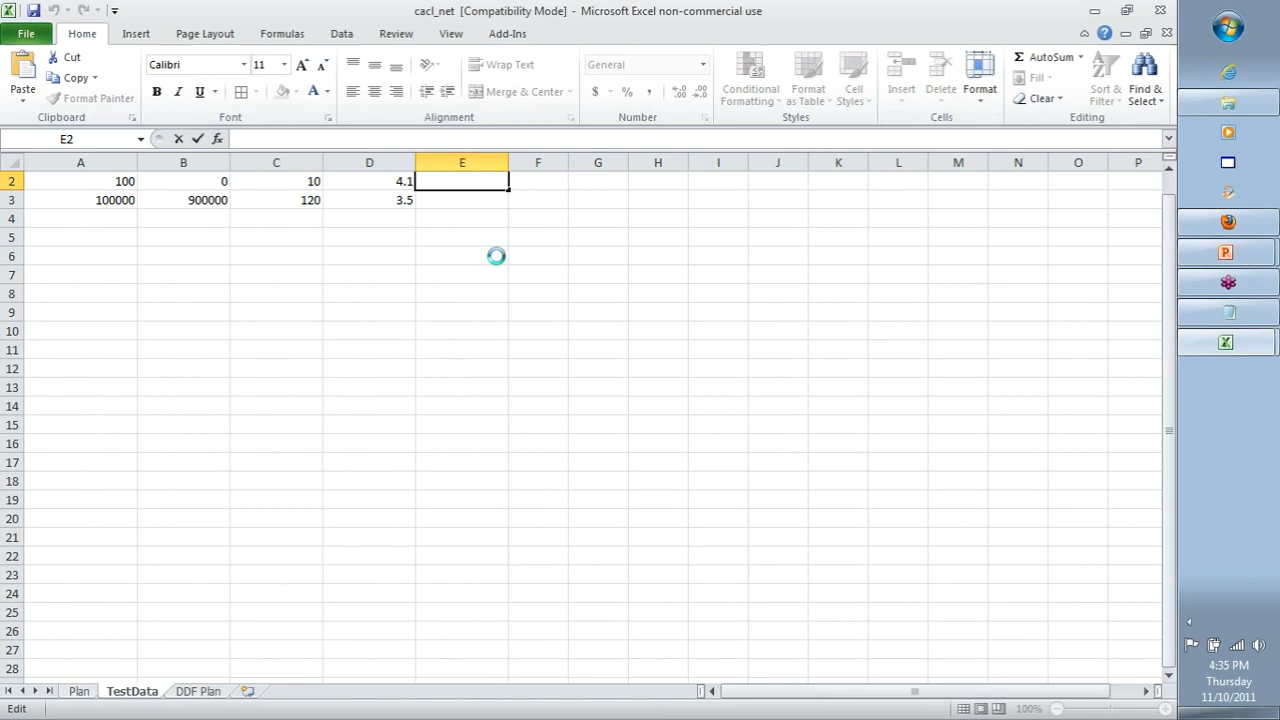 cacl_net [Compatibility Mode] - Microsoft Excel non-commercial use
File Home Insert Page Layout Formulas Data Review View Add-Ins
Paste
Cut
Copy
Format Painter
Clipboard
Calibri 11
B I U
Font
Wrap Text
Merge & Center
Alignment
General
$ % ,
Number
Conditional Formatting
Format as Table
Cell Styles
Styles
Insert
Delete
Format
Cells
AutoSum
Fill
Clear
Sort & Filter
Find & Select
Editing
E2 fx
A B C D E F G H I J K L M N O P
2 100 0 10 4.1
3 100000 900000 120 3.5
4
5
6
7
8
9
10
11
12
13
14
15
16
17
18
19
20
21
22
23
24
25
26
27
28
Plan TestData DDF Plan
Edit 100%
4:35 PM
Thursday
11/10/2011